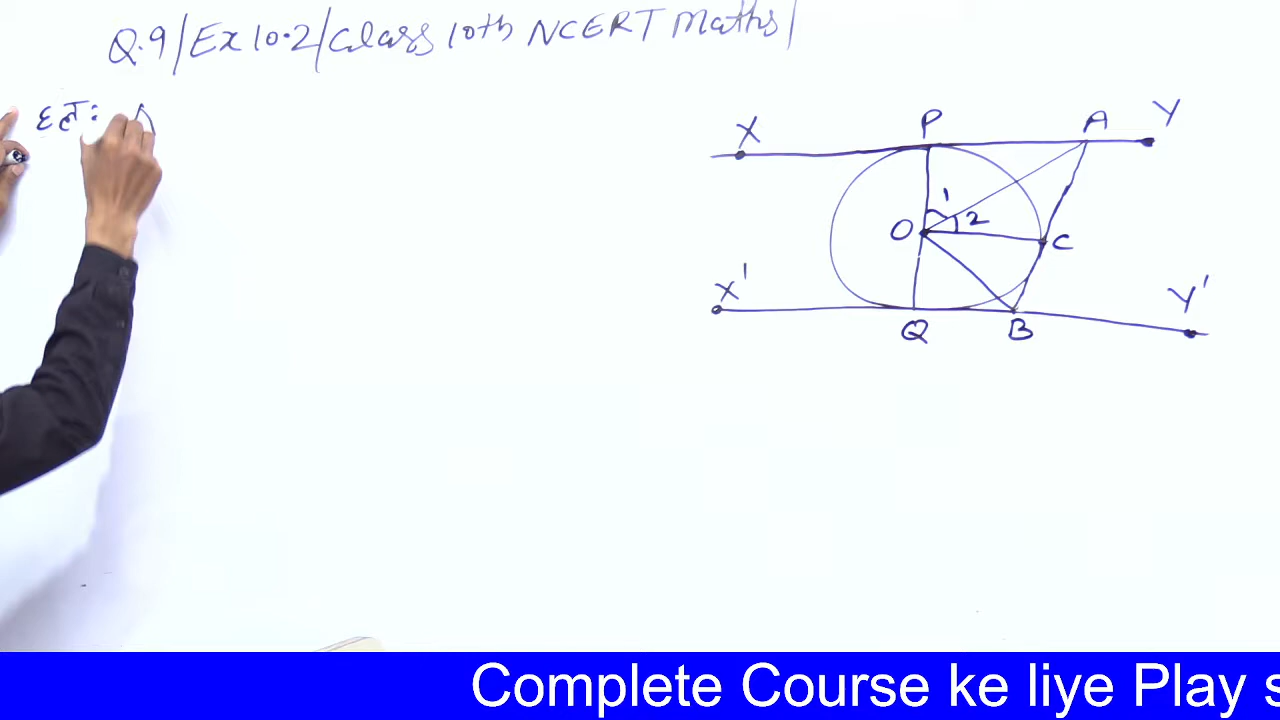 Q.9/Ex 10.2/Class 10th NCERT Maths/
हल:
X P A Y
1
O 2 C
X' Y'
Q B
Complete Course ke liye Play s